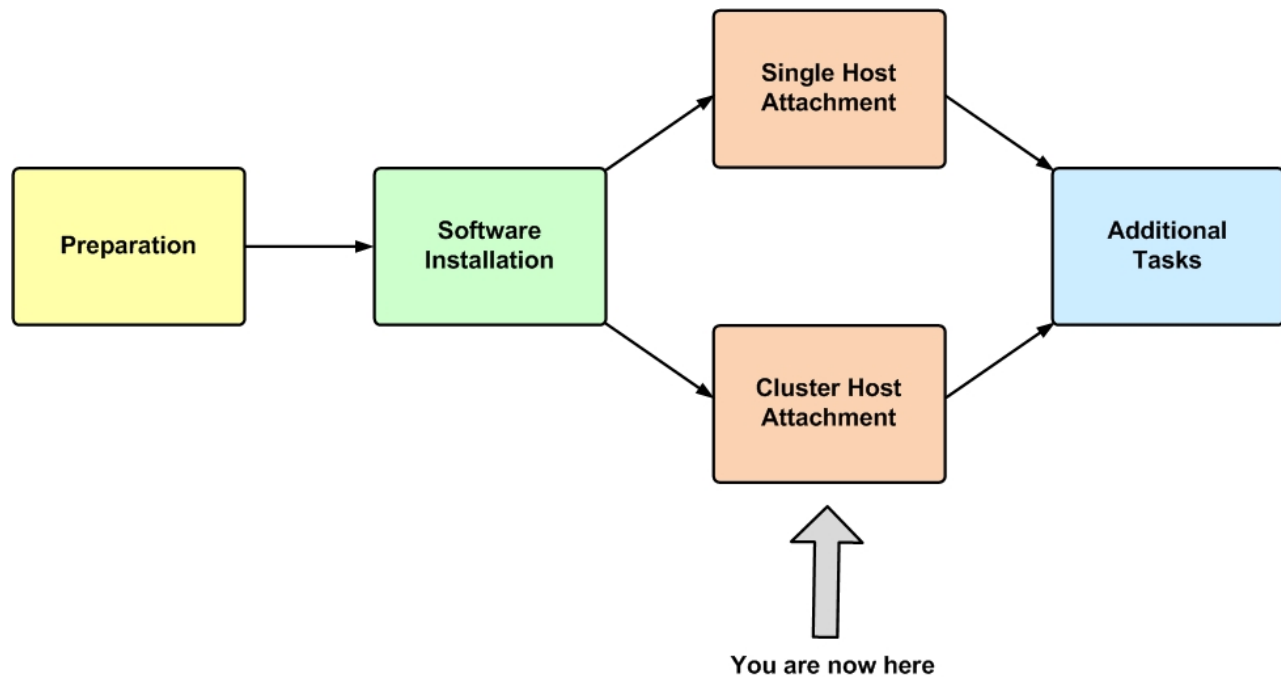 Single Host
Attachment
Preparation
Software
Installation
Additional
Tasks
Cluster Host
Attachment
You are now here